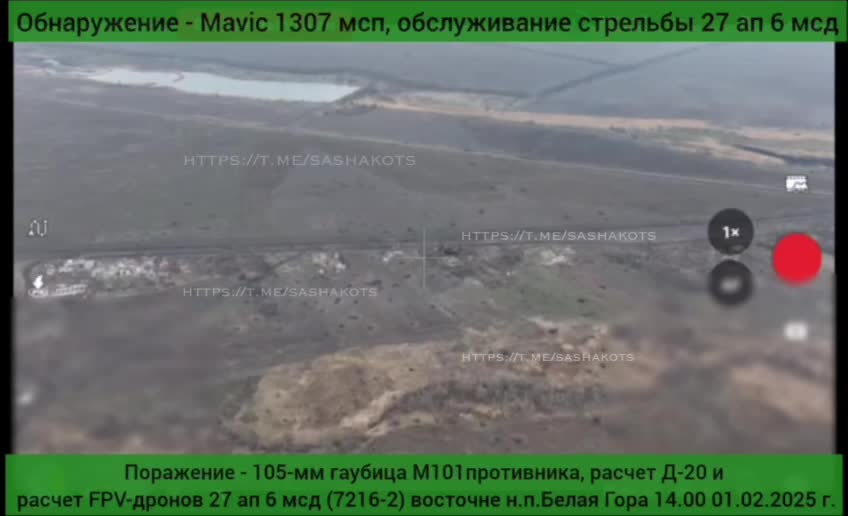 Обнаружение - Mavic 1307 мсп, обслуживание стрельбы 27 ап 6 мсд
HTTPS://T.ME/SASHAKOTS
HTTPS://T.ME/SASHAKOTS
1×
HTTPS://T.ME/SASHAKOTS
HTTPS://T.ME/SASHAKOTS
Поражение - 105-мм гаубица М101противника, расчет Д-20 и
расчет FPV-дронов 27 ап 6 мсд (7216-2) восточне н.п.Белая Гора 14.00 01.02.2025 г.